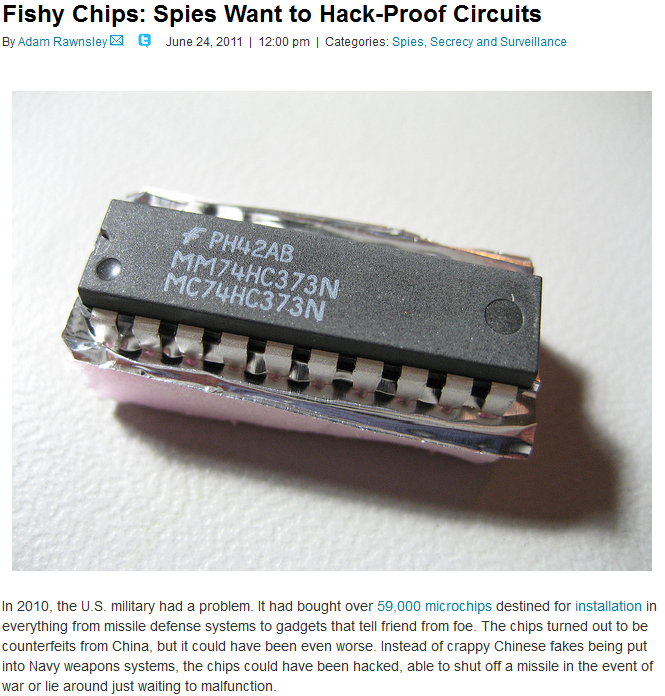 Fishy Chips: Spies Want to Hack-Proof Circuits
By Adam Rawnsley June 24, 2011 | 12:00 pm | Categories: Spies, Secrecy and Surveillance
PH42AB
MM74HC373N
MC74HC373N
In 2010, the U.S. military had a problem. It had bought over 59,000 microchips destined for installation in
everything from missile defense systems to gadgets that tell friend from foe. The chips turned out to be
counterfeits from China, but it could have been even worse. Instead of crappy Chinese fakes being put
into Navy weapons systems, the chips could have been hacked, able to shut off a missile in the event of
war or lie around just waiting to malfunction.